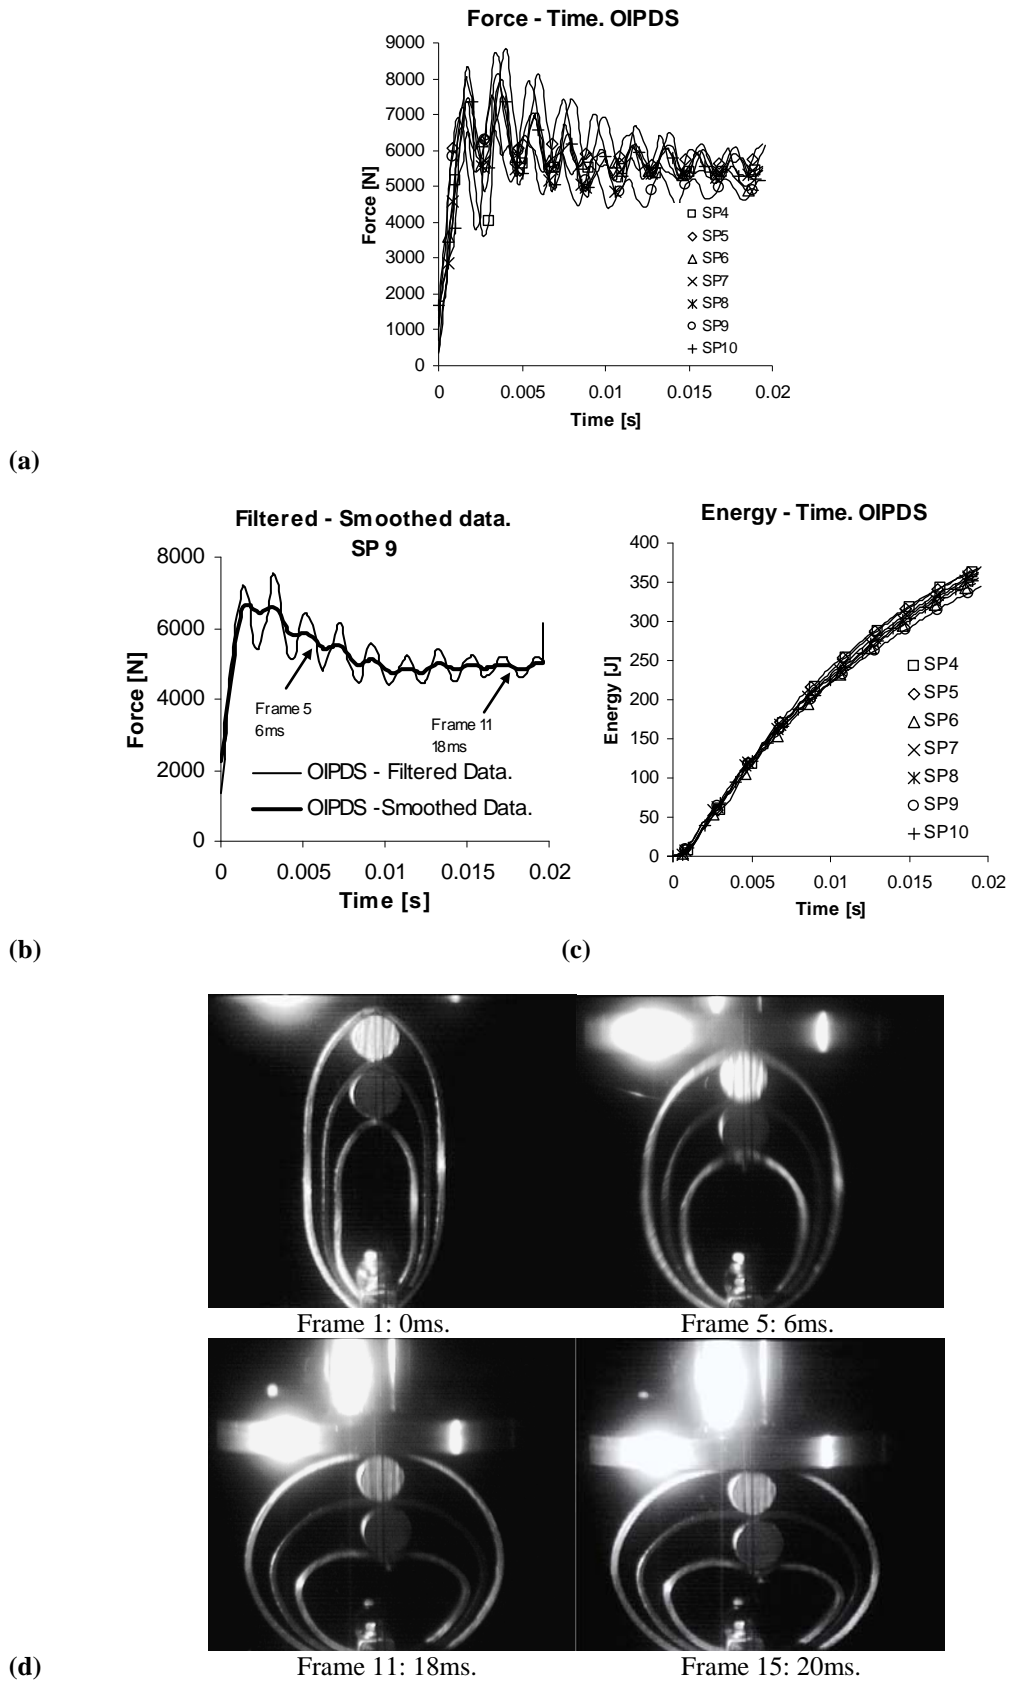 Force - Time. OIPDS
9000
8000
7000
6000
5000
4000
3000
2000
1000
0
Force [N]
0 0.005 0.01 0.015 0.02
Time [s]
SP4
SP5
SP6
SP7
SP8
SP9
SP10
(a)
Filtered - Smoothed data.
SP 9
8000
6000
4000
2000
0
Force [N]
Frame 5
6ms
Frame 11
18ms
OIPDS - Filtered Data.
OIPDS -Smoothed Data.
0 0.005 0.01 0.015 0.02
Time [s]
(b)
Energy - Time. OIPDS
400
350
300
250
200
150
100
50
0
Energy [J]
SP4
SP5
SP6
SP7
SP8
SP9
SP10
0 0.005 0.01 0.015 0.02
Time [s]
(c)
Frame 1: 0ms.
Frame 5: 6ms.
Frame 11: 18ms.
Frame 15: 20ms.
(d)